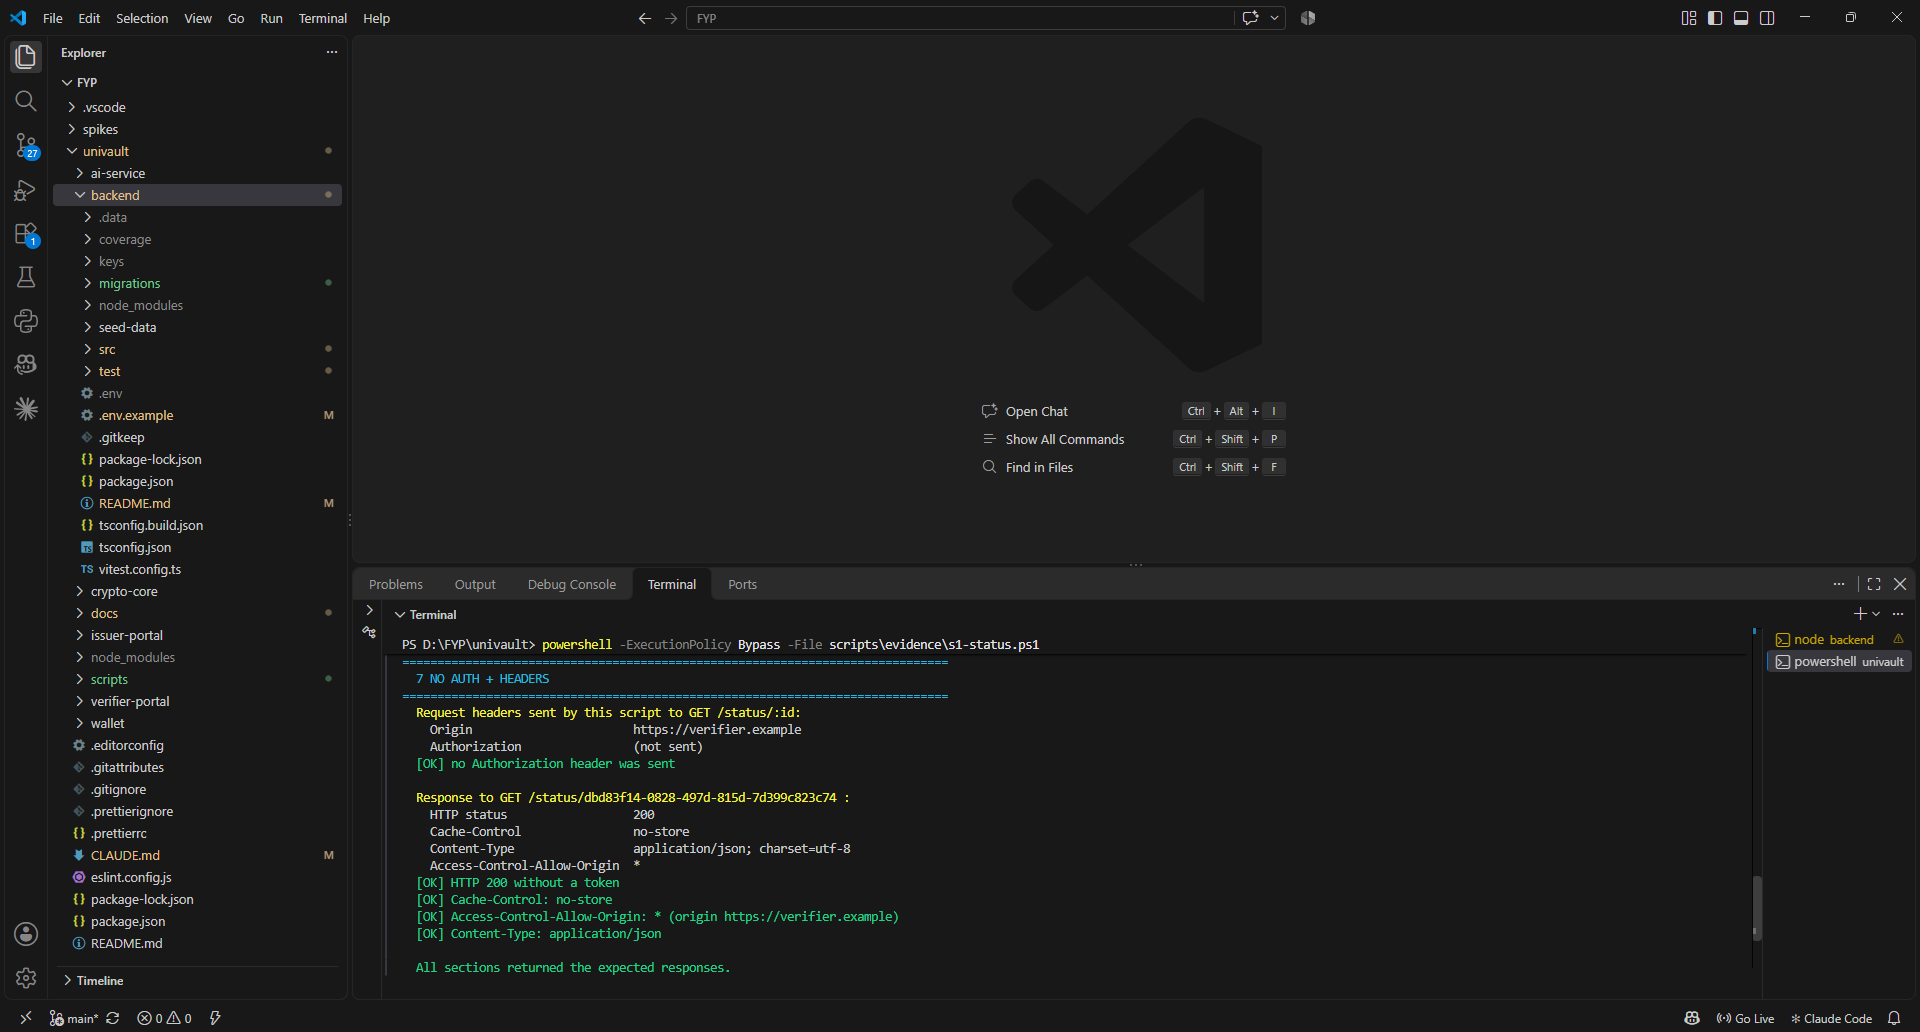 File Edit Selection View Go Run Terminal Help
FYP
Explorer
FYP
.vscode
spikes
univault
ai-service
backend
.data
coverage
keys
migrations
node_modules
seed-data
src
test
.env
.env.example M
.gitkeep
package-lock.json
package.json
README.md M
tsconfig.build.json
tsconfig.json
TS vitest.config.ts
crypto-core
docs
issuer-portal
node_modules
scripts
verifier-portal
wallet
.editorconfig
.gitattributes
.gitignore
.prettierignore
.prettierrc
CLAUDE.md M
eslint.config.js
package-lock.json
package.json
README.md
Timeline
27
1
Open Chat Ctrl + Alt + I
Show All Commands Ctrl + Shift + P
Find in Files Ctrl + Shift + F
Problems Output Debug Console Terminal Ports
Terminal
PS D:\FYP\univault> powershell -ExecutionPolicy Bypass -File scripts\evidence\s1-status.ps1
==============================================================================
7 NO AUTH + HEADERS
==============================================================================
Request headers sent by this script to GET /status/:id:
Origin https://verifier.example
Authorization (not sent)
[OK] no Authorization header was sent
Response to GET /status/dbd83f14-0828-497d-815d-7d399c823c74 :
HTTP status 200
Cache-Control no-store
Content-Type application/json; charset=utf-8
Access-Control-Allow-Origin *
[OK] HTTP 200 without a token
[OK] Cache-Control: no-store
[OK] Access-Control-Allow-Origin: * (origin https://verifier.example)
[OK] Content-Type: application/json
All sections returned the expected responses.
node backend
powershell univault
main* 0 0 Go Live Claude Code